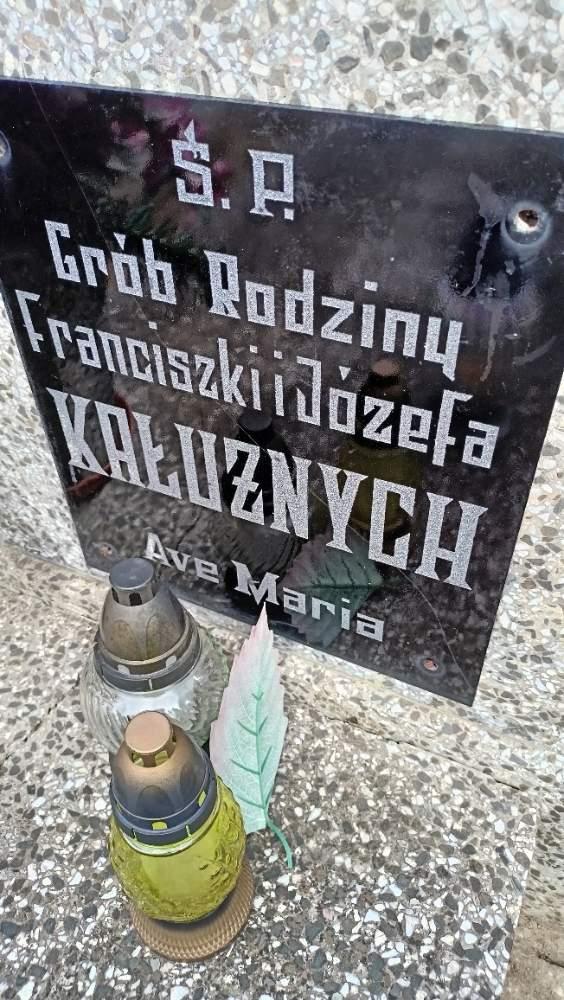 Ś. P.
Grób Rodziny
Franciszki i Józefa
KAŁUŻNYCH
Ave Maria